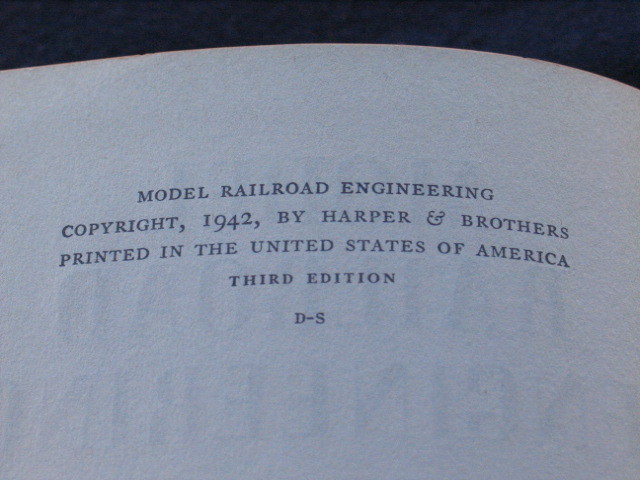 MODEL RAILROAD ENGINEERING
COPYRIGHT, 1942, BY HARPER & BROTHERS
PRINTED IN THE UNITED STATES OF AMERICA
THIRD EDITION
D-S